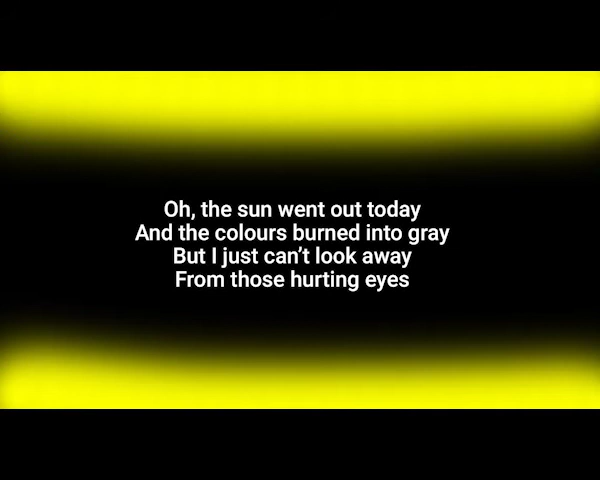 Oh, the sun went out today
And the colours burned into gray
But I just can’t look away
From those hurting eyes